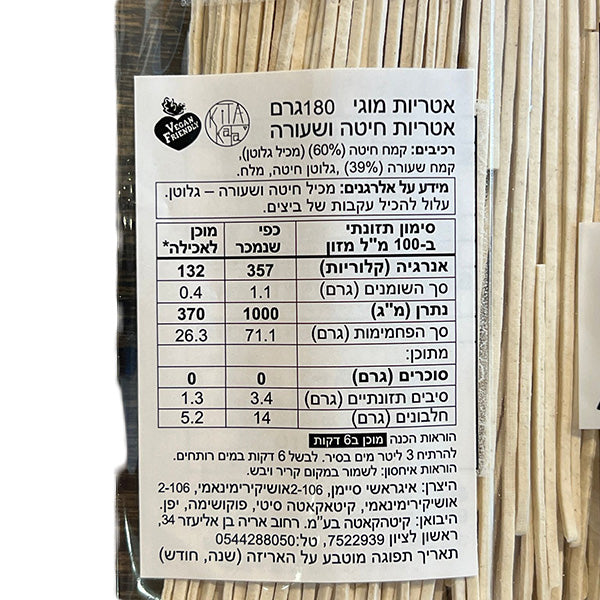 VEGAN
FRIENDLY
KiTA
KaTa
אטריות מוגי 180גרם
אטריות חיטה ושעורה
רכיבים: קמח חיטה (60%) (מכיל גלוטן),
קמח שעורה (39%), גלוטן חיטה, מלח.
מידע על אלרגנים: מכיל חיטה ושעורה – גלוטן.
עלול להכיל עקבות של ביצים.
סימון תזונתי ב-100 מ"ל מזון כפי שנמכר מוכן לאכילה*
אנרגיה (קלוריות) 357 132
סך השומנים (גרם) 1.1 0.4
נתרן (מ"ג) 1000 370
סך הפחמימות (גרם) 71.1 26.3
מתוכן:
סוכרים (גרם) 0 0
סיבים תזונתיים (גרם) 3.4 1.3
חלבונים (גרם) 14 5.2
הוראות הכנה מוכן ב6 דקות
להרתיח 3 ליטר מים בסיר. לבשל 6 דקות במים רותחים.
הוראות איחסון: לשמור במקום קריר ויבש.
היצרן: איגראשי סיימן, 2-106אושיקירימינאמי, 2-106
אושיקירימינאמי, קיטאקאטה סיטי, פוקושימה, יפן.
היבואן: קיטהקאטה בע"מ. רחוב אריה בן אליעזר 34,
ראשון לציון 7522939, טל:0544288050
תאריך תפוגה מוטבע על האריזה (שנה, חודש)